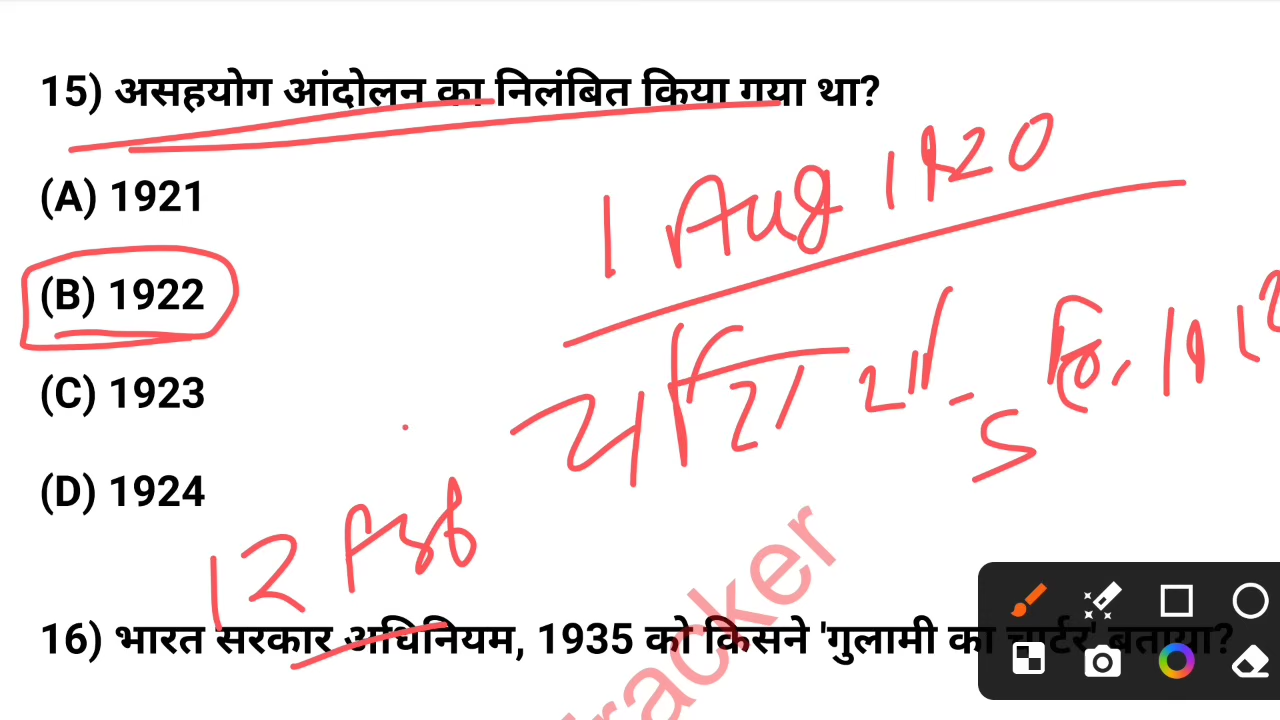 15) असहयोग आंदोलन का निलंबित किया गया था?
1 Aug 1920
(A) 1921
(B) 1922
(C) 1923
(D) 1924
12 Feb
16) भारत सरकार अधिनियम, 1935 को किसने 'गुलामी का चार्टर' बताया?
racker